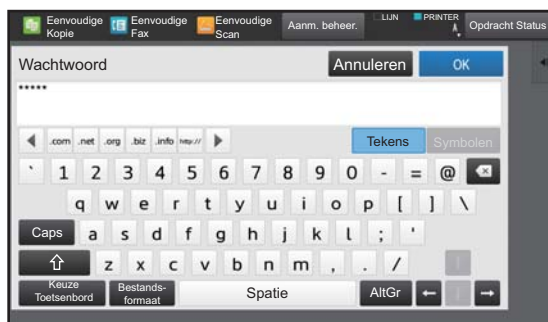 Eenvoudige Kopie
Eenvoudige Fax
Eenvoudige Scan
Aanm. beheer.
LIJN
PRINTER
Opdracht Status
Wachtwoord
Annuleren
OK
*****
.com .net .org .biz .info http://
Tekens
Symbolen
` 1 2 3 4 5 6 7 8 9 0 - = @
q w e r t y u i o p [ ] \
Caps a s d f g h j k l ; '
z x c v b n m , . /
Keuze Toetsenbord
Bestands-formaat
Spatie
AltGr